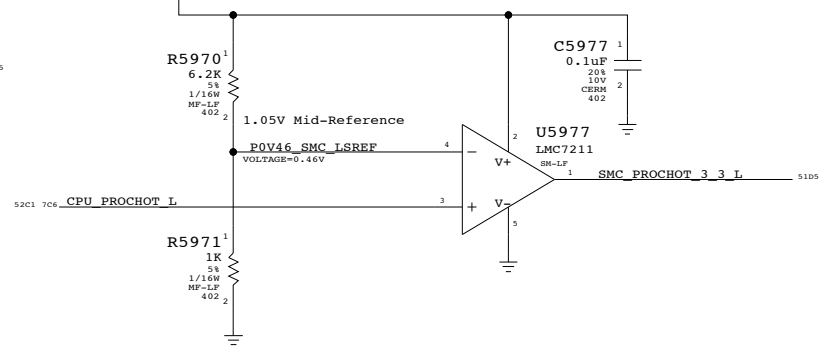 R5970 1
6.2K
5%
1/16W
MF-LF
402
2
C5977 1
0.1uF
20%
10V
CERM
402
2
1.05V Mid-Reference
P0V46_SMC_LSREF 4
VOLTAGE=0.46V
2 U5977
LMC7211
SM-LF
V+
−
+
V-
1 SMC_PROCHOT_3_3_L 51D5
52C1 7C6 CPU_PROCHOT_L 3
5
R5971 1
1K
5%
1/16W
MF-LF
402
2